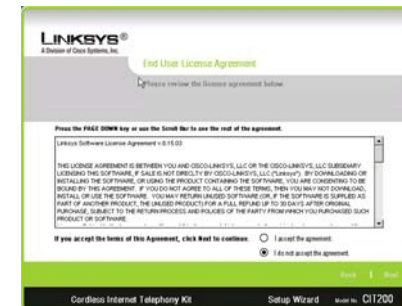 LINKSYS®
A Division of Cisco Systems, Inc.
End User License Agreement
Please review the license agreement below.
Press the PAGE DOWN key or use the Scroll Bar to see the rest of the agreement.
Linksys Software License Agreement v.0.15.03
THIS LICENSE AGREEMENT IS BETWEEN YOU AND CISCO-LINKSYS, LLC OR THE CISCO-LINKSYS, LLC SUBSIDIARY
LICENSING THIS SOFTWARE, IF SALE IS NOT DIRECTLY BY CISCO-LINKSYS, LLC ("Linksys"). BY DOWNLOADING OR
INSTALLING THE SOFTWARE, OR USING THE PRODUCT CONTAINING THE SOFTWARE, YOU ARE CONSENTING TO BE
BOUND BY THIS AGREEMENT. IF YOU DO NOT AGREE TO ALL OF THESE TERMS, THEN YOU MAY NOT DOWNLOAD,
INSTALL OR USE THE SOFTWARE. YOU MAY RETURN UNUSED SOFTWARE (OR, IF THE SOFTWARE IS SUPPLIED AS
PART OF ANOTHER PRODUCT, THE UNUSED PRODUCT) FOR A FULL REFUND UP TO 30 DAYS AFTER ORIGINAL
PURCHASE, SUBJECT TO THE RETURN PROCESS AND POLICIES OF THE PARTY FROM WHICH YOU PURCHASED SUCH
PRODUCT OR SOFTWARE.
If you accept the terms of this Agreement, click Next to continue.
I accept the agreement.
I do not accept the agreement.
Back Next
Cordless Internet Telephony Kit Setup Wizard Model No. CIT200